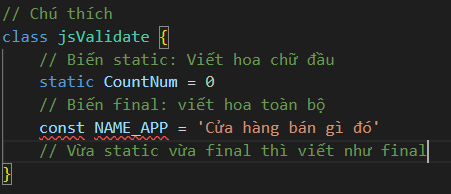 // Chú thích
class jsValidate {
// Biến static: Viết hoa chữ đầu
static CountNum = 0
// Biến final: viết hoa toàn bộ
const NAME_APP = 'Cửa hàng bán gì đó'
// Vừa static vừa final thì viết như final
}